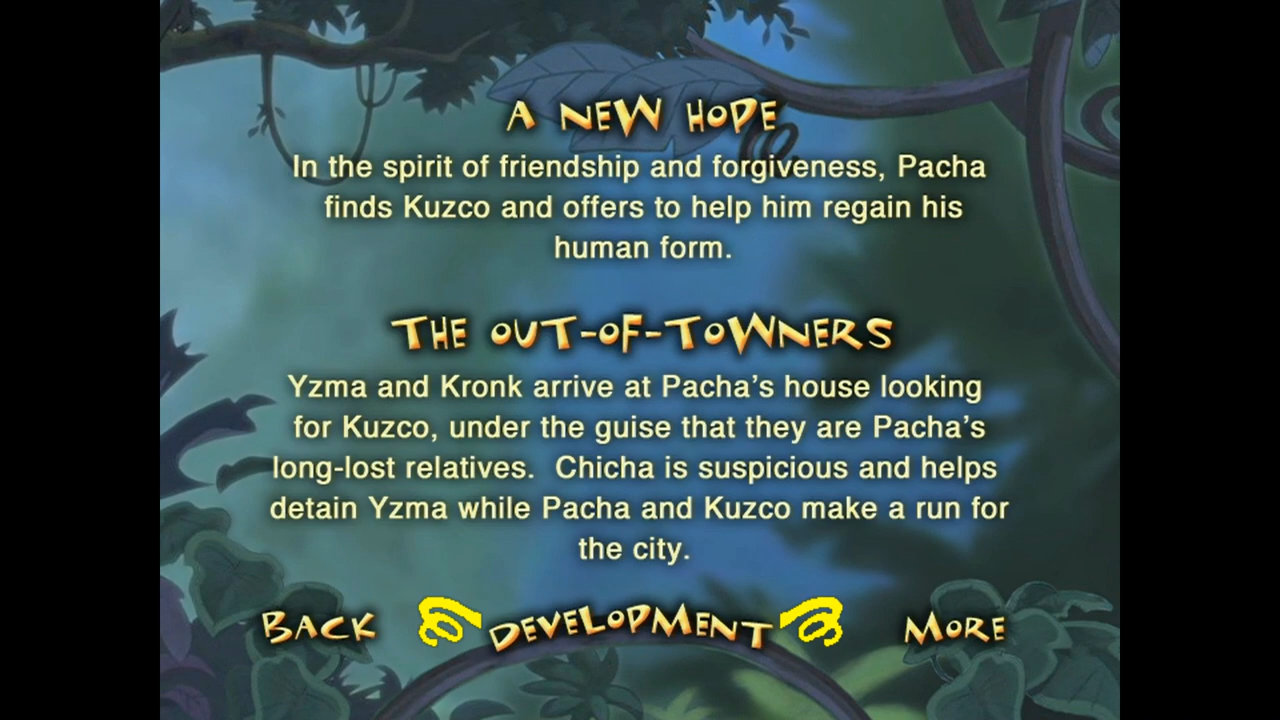 A NEW HOPE
In the spirit of friendship and forgiveness, Pacha
finds Kuzco and offers to help him regain his
human form.
THE OUT-OF-TOWNERS
Yzma and Kronk arrive at Pacha's house looking
for Kuzco, under the guise that they are Pacha's
long-lost relatives.  Chicha is suspicious and helps
detain Yzma while Pacha and Kuzco make a run for
the city.
BACK DEVELOPMENT MORE